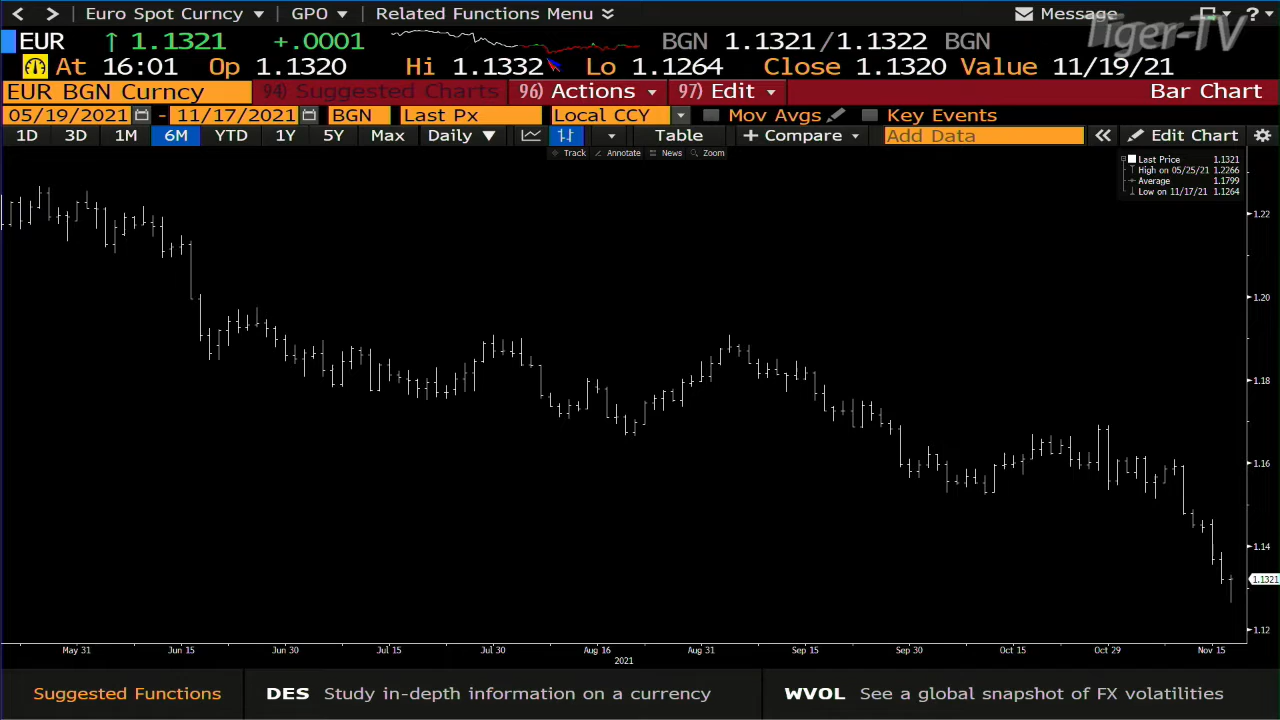 < > Euro Spot Curncy GPO Related Functions Menu Message ?
Tiger-TV
EUR ↑ 1.1321 +.0001 BGN 1.1321/1.1322 BGN
At 16:01 Op 1.1320 Hi 1.1332 Lo 1.1264 Close 1.1320 Value 11/19/21
EUR BGN Curncy 94) Suggested Charts 96) Actions 97) Edit Bar Chart
05/19/2021 - 11/17/2021 BGN Last Px Local CCY Mov Avgs Key Events
1D 3D 1M 6M YTD 1Y 5Y Max Daily ▼ Table + Compare Add Data « Edit Chart
Track Annotate News Zoom
Last Price 1.1321
High on 05/25/21 1.2266
Average 1.1799
Low on 11/17/21 1.1264
1.22
1.20
1.18
1.16
1.14
1.1321
1.12
May 31 Jun 15 Jun 30 Jul 15 Jul 30 Aug 16 Aug 31 Sep 15 Sep 30 Oct 15 Oct 29 Nov 15
2021
Suggested Functions DES Study in-depth information on a currency WVOL See a global snapshot of FX volatilities